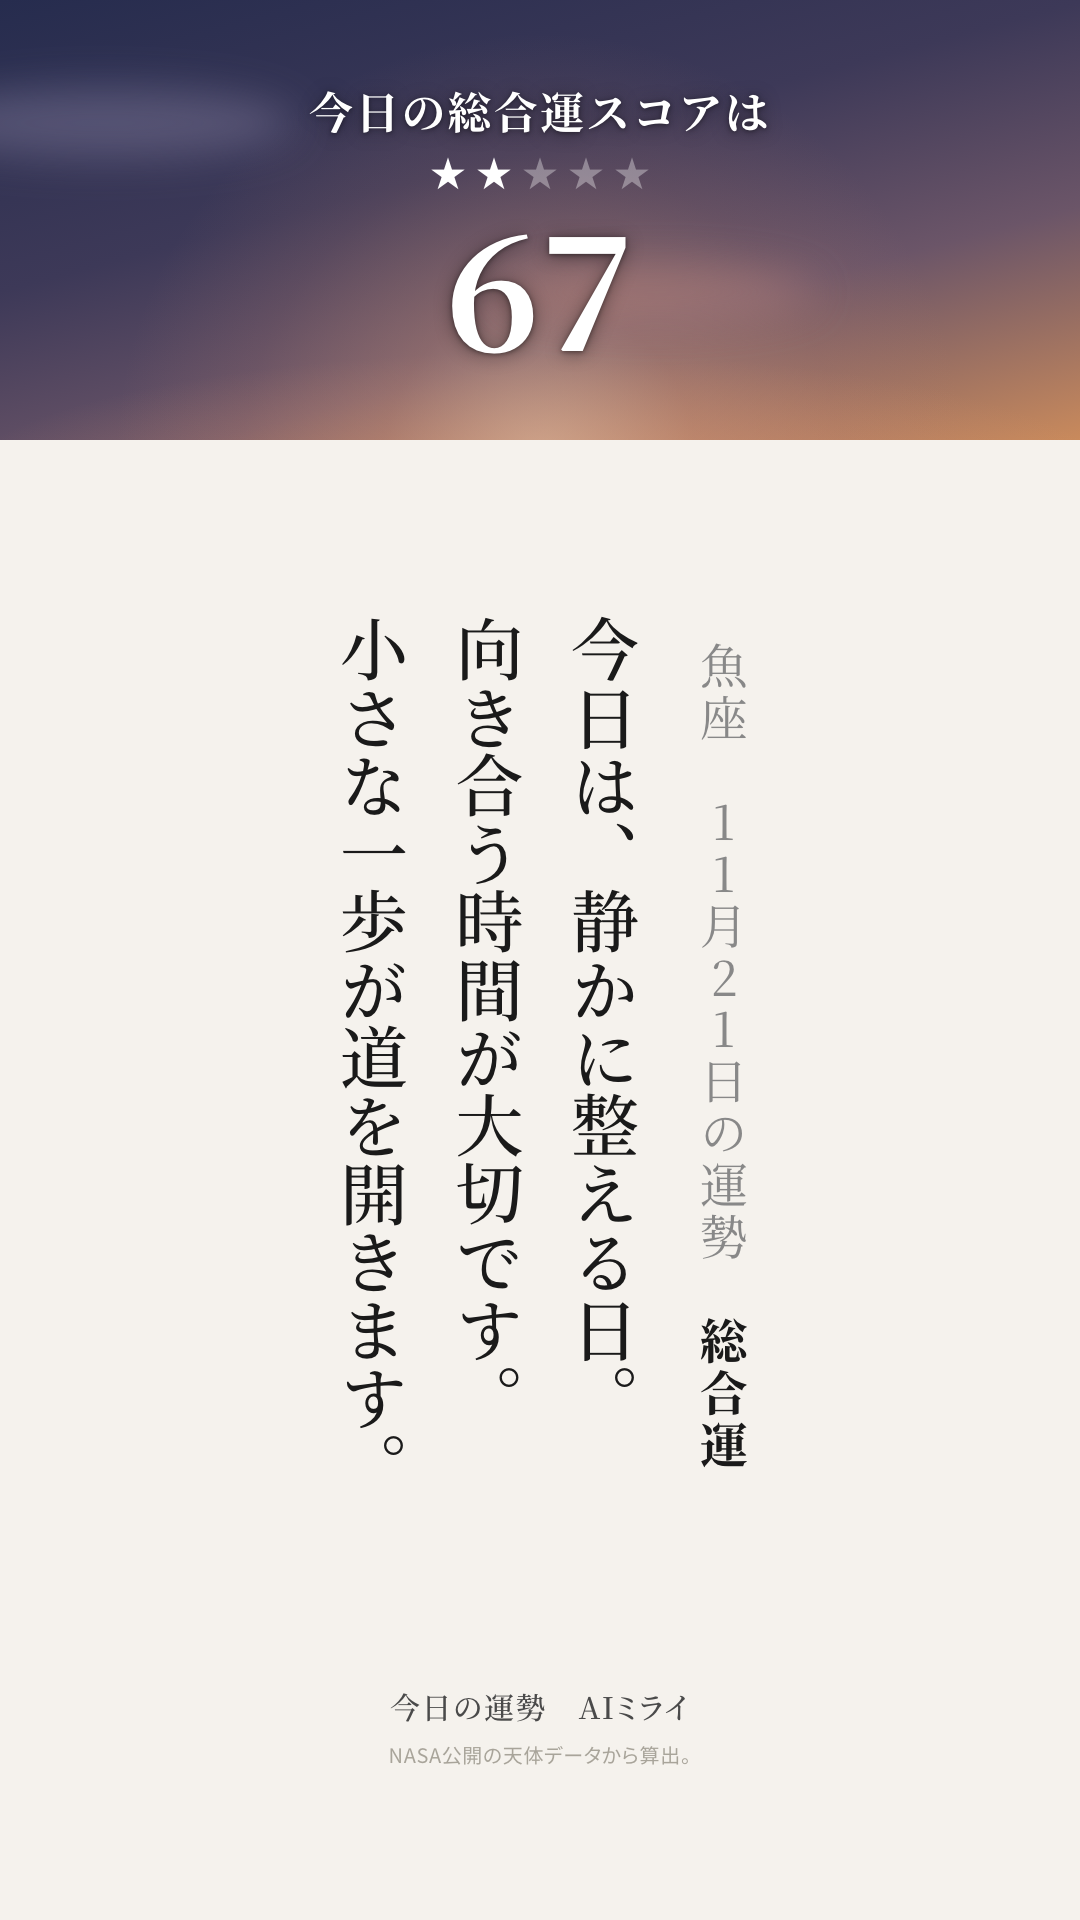 今日の総合運スコアは
★★★★★
67
魚座　11月21日の運勢　総合運
今日は、静かに整える日。
向き合う時間が大切です。
小さな一歩が道を開きます。
今日の運勢　AIミライ
NASA公開の天体データから算出。